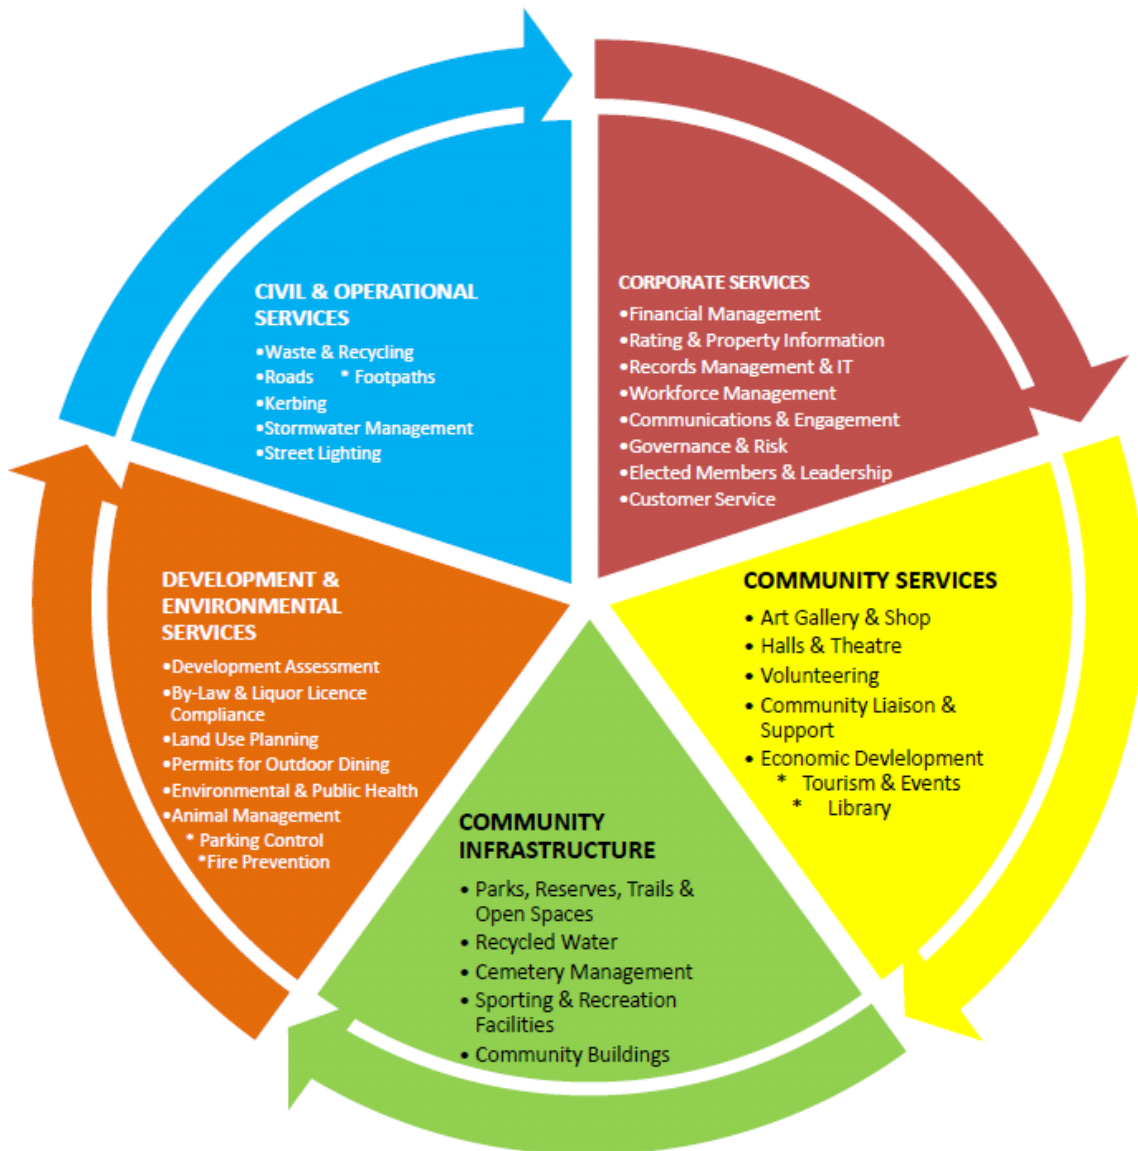 CIVIL & OPERATIONAL
SERVICES
•Waste & Recycling
•Roads * Footpaths
•Kerbing
•Stormwater Management
•Street Lighting
CORPORATE SERVICES
•Financial Management
•Rating & Property Information
•Records Management & IT
•Workforce Management
•Communications & Engagement
•Governance & Risk
•Elected Members & Leadership
•Customer Service
COMMUNITY SERVICES
• Art Gallery & Shop
• Halls & Theatre
• Volunteering
• Community Liaison &
Support
• Economic Devlelopment
* Tourism & Events
* Library
COMMUNITY
INFRASTRUCTURE
• Parks, Reserves, Trails &
Open Spaces
• Recycled Water
• Cemetery Management
• Sporting & Recreation
Facilities
• Community Buildings
DEVELOPMENT &
ENVIRONMENTAL
SERVICES
•Development Assessment
•By-Law & Liquor Licence
Compliance
•Land Use Planning
•Permits for Outdoor Dining
•Environmental & Public Health
•Animal Management
* Parking Control
*Fire Prevention